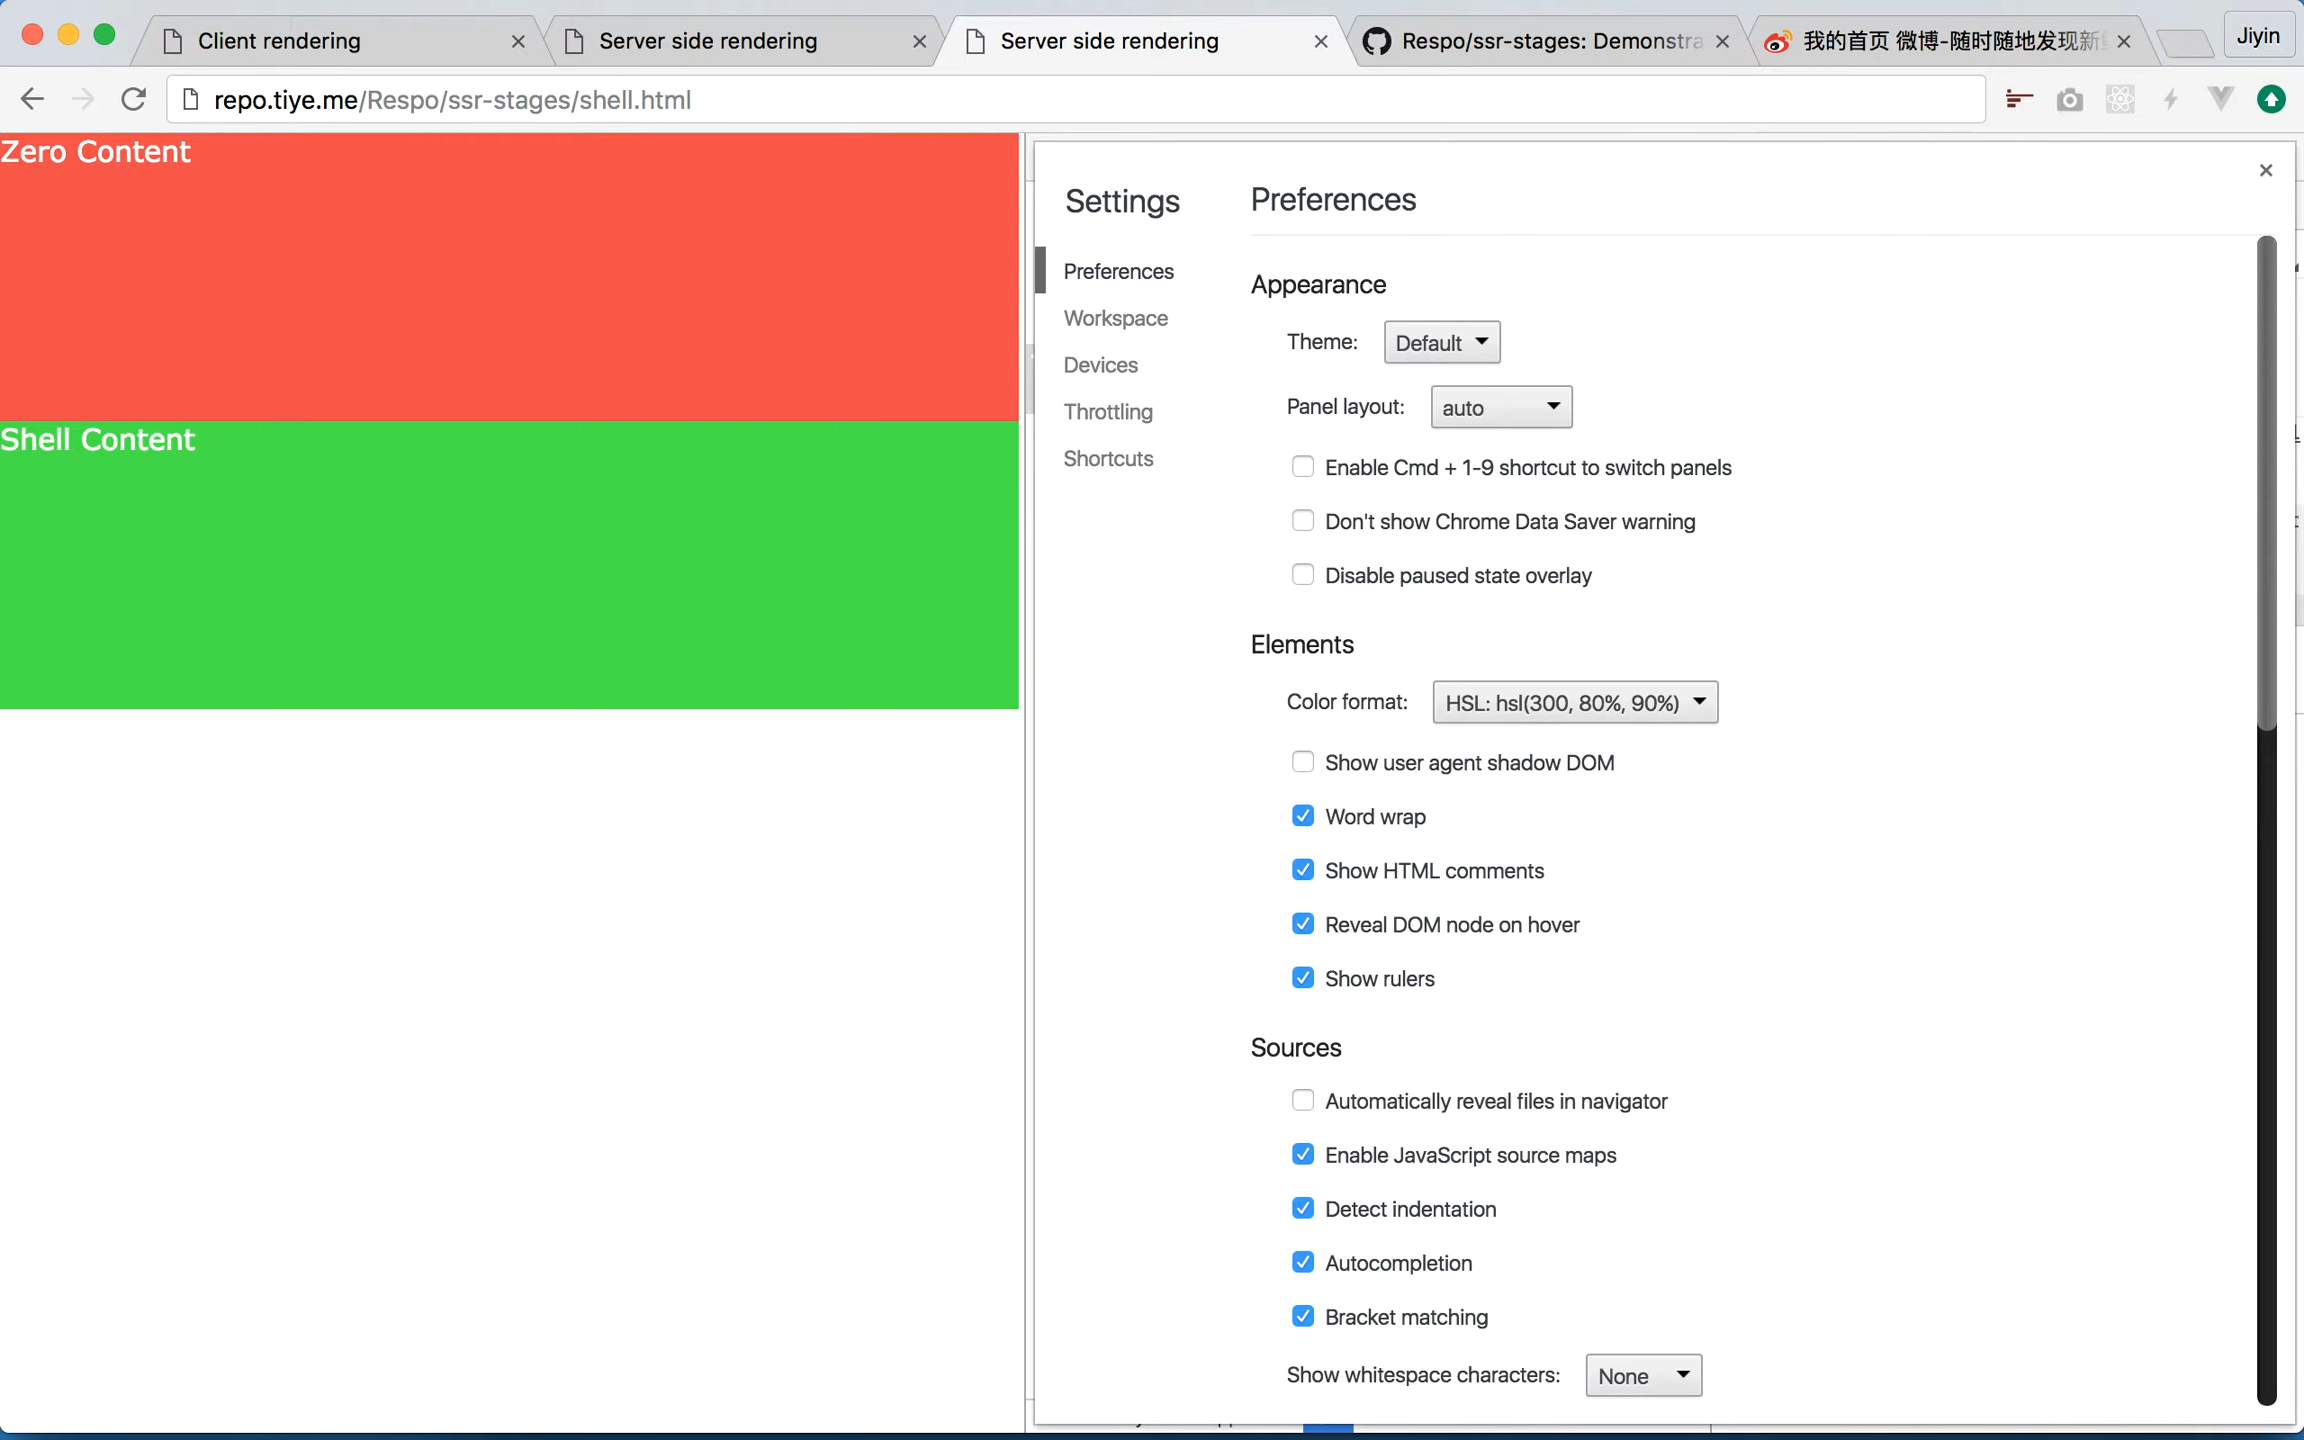 Client rendering
Server side rendering
Server side rendering
Respo/ssr-stages: Demonstra
我的首页 微博-随时随地发现新
Jiyin
repo.tiye.me/Respo/ssr-stages/shell.html
Zero Content
Shell Content
Settings
Preferences
Workspace
Devices
Throttling
Shortcuts
Preferences
Appearance
Theme: Default
Panel layout: auto
Enable Cmd + 1-9 shortcut to switch panels
Don't show Chrome Data Saver warning
Disable paused state overlay
Elements
Color format: HSL: hsl(300, 80%, 90%)
Show user agent shadow DOM
Word wrap
Show HTML comments
Reveal DOM node on hover
Show rulers
Sources
Automatically reveal files in navigator
Enable JavaScript source maps
Detect indentation
Autocompletion
Bracket matching
Show whitespace characters: None